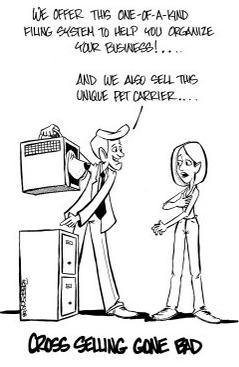 WE OFFER THIS ONE-OF-A-KIND
FILING SYSTEM TO HELP YOU ORGANIZE
YOUR BUSINESS!....
AND WE ALSO SELL THIS
UNIQUE PET CARRIER....
CROSS SELLING GONE BAD